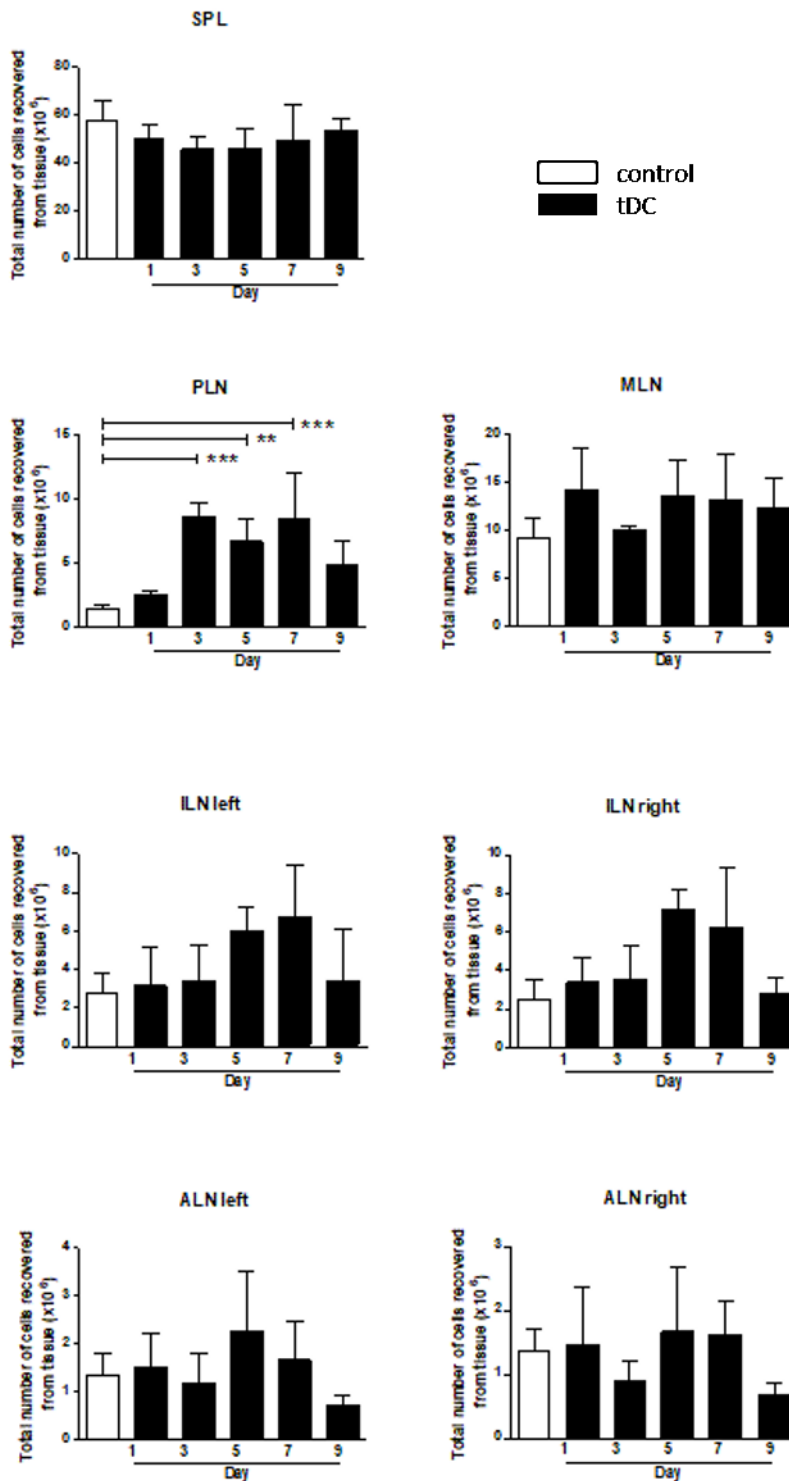 SPL
Total number of cells recovered
from tissue (x10⁶)
80
60
40
20
0
1 3 5 7 9
Day
control
tDC
PLN
Total number of cells recovered
from tissue (x10⁶)
15
10
5
0
***
**
***
1 3 5 7 9
Day
MLN
Total number of cells recovered
from tissue (x10⁶)
20
15
10
5
0
1 3 5 7 9
Day
ILN left
Total number of cells recovered
from tissue (x10⁶)
10
8
6
4
2
0
1 3 5 7 9
Day
ILN right
Total number of cells recovered
from tissue (x10⁶)
10
8
6
4
2
0
1 3 5 7 9
Day
ALN left
Total number of cells recovered
from tissue (x10⁶)
4
3
2
1
0
1 3 5 7 9
Day
ALN right
Total number of cells recovered
from tissue (x10⁶)
3
2
1
0
1 3 5 7 9
Day